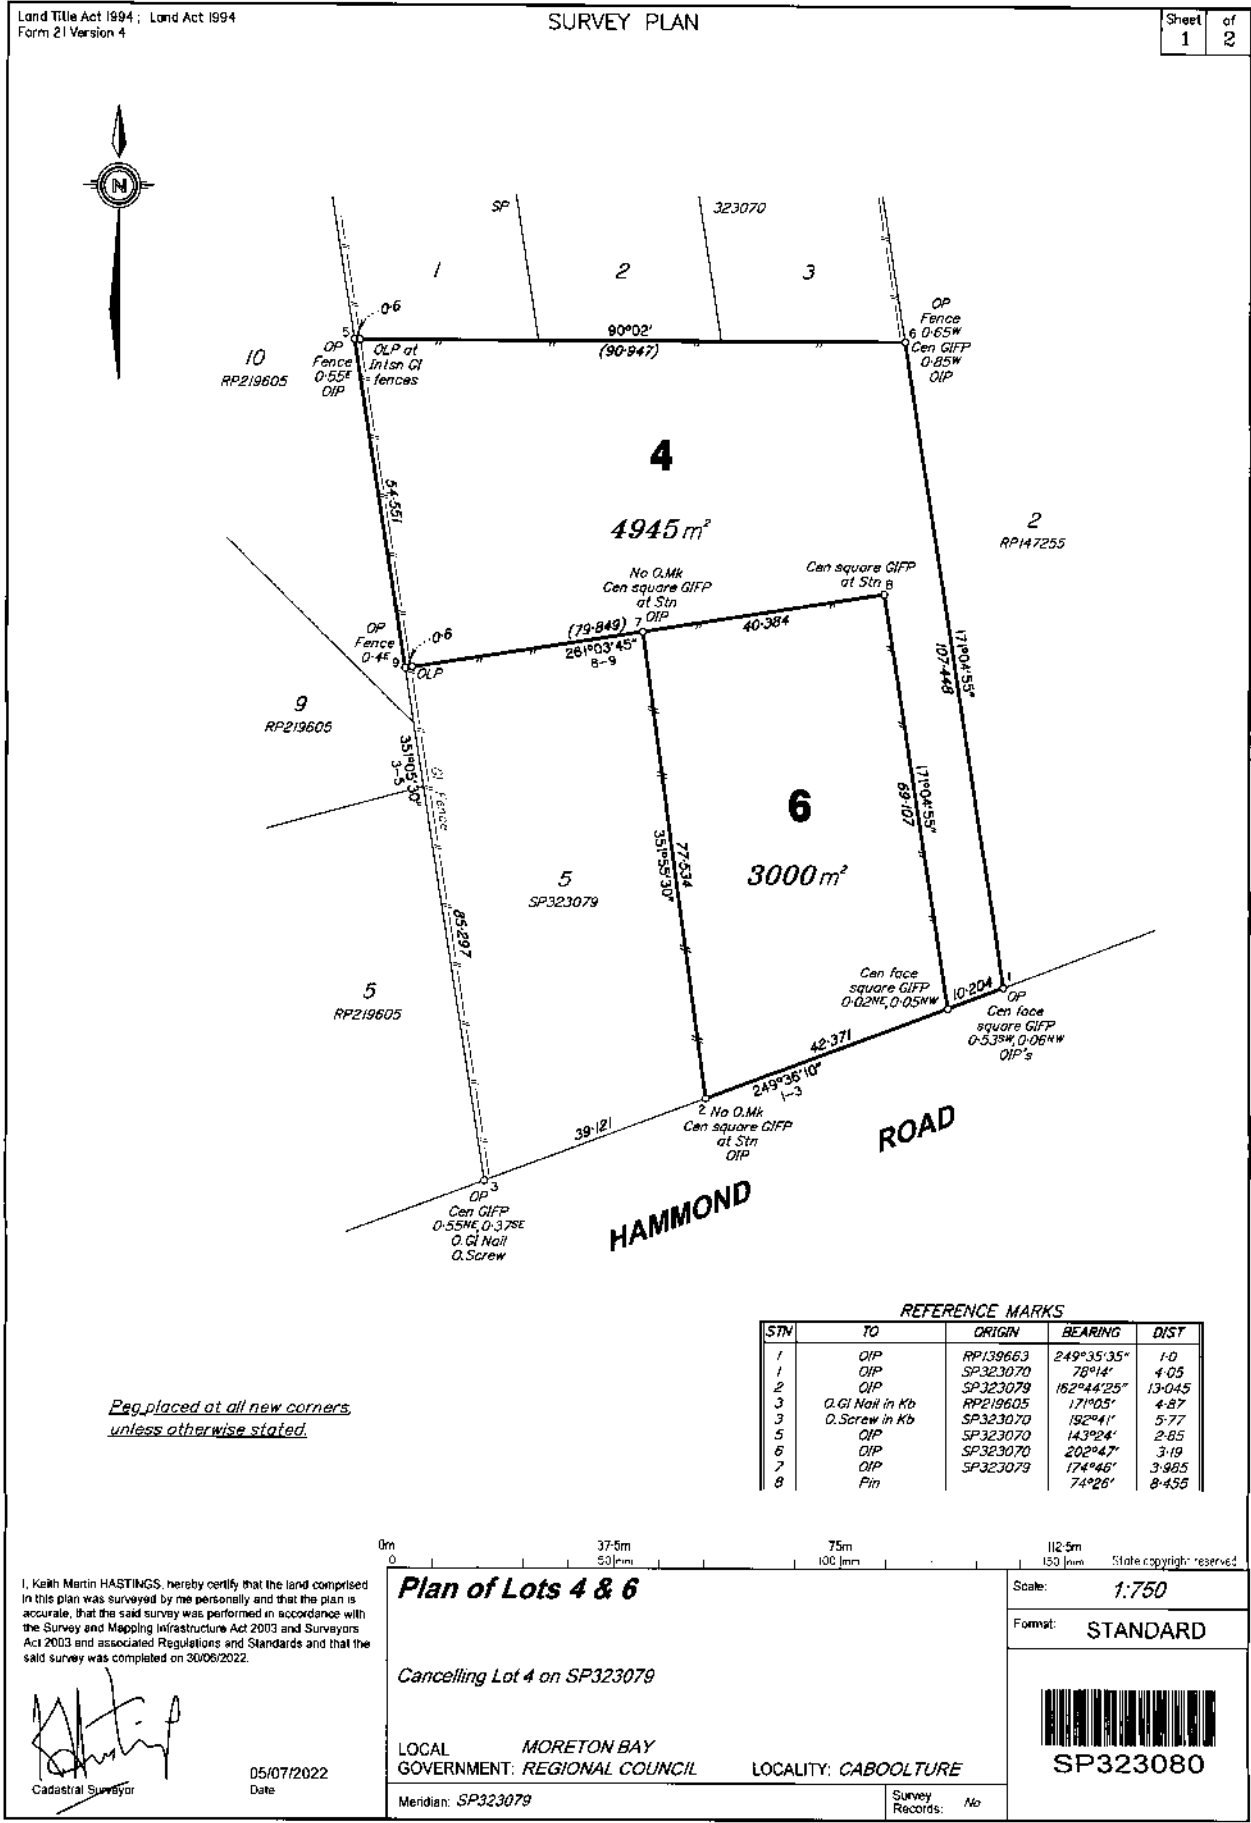 Land Title Act 1994 ; Land Act 1994
Form 21 Version 4
SURVEY PLAN
Sheet of
1 2
N
SP 323070
1
2
3
0·6
5
OP
Fence
0·55E
OIP
OLP at
Intsn GI
fences
90°02'
(90·947)
OP
Fence
0·65W
6
Cen GIFP
0·85W
OIP
10
RP219605
4
4945 m²
54·551
2
RP147255
No O.Mk
Cen square GIFP
at Stn
OIP
Cen square GIFP
at Stn 8
OP
Fence
0·4E
9
0·6
OLP
(79·849) 7
261°03'45"
8-9
40·384
171°04'55"
107·448
9
RP219605
351°05'30"
3-5
GI Fence
6
3000 m²
171°04'55"
69·107
77·534
351°55'30"
5
SP323079
85·297
5
RP219605
Cen face
square GIFP
0·02NE, 0·05NW
10·204
1
OP
Cen face
square GIFP
0·53SW, 0·06NW
OIP's
42·371
249°36'10"
1-3
2 No O.Mk
Cen square GIFP
at Stn
OIP
39·121
3
OP
Cen GIFP
0·55NE, 0·37SE
O.GI Nail
O.Screw
HAMMOND ROAD
REFERENCE MARKS
STN TO ORIGIN BEARING DIST
1 OIP RP139663 249°35'35" 1·0
1 OIP SP323070 78°14' 4·05
2 OIP SP323079 162°44'25" 13·045
3 O.GI Nail in Kb RP219605 171°05' 4·87
3 O.Screw in Kb SP323070 192°41' 5·77
5 OIP SP323070 143°24' 2·85
6 OIP SP323070 202°47' 3·19
7 OIP SP323079 174°46' 3·985
8 Pin 74°26' 8·455
Peg placed at all new corners,
unless otherwise stated.
0m 37·5m 75m 112·5m
0 50 mm 100 mm 150 mm State copyright reserved
I, Keith Martin HASTINGS, hereby certify that the land comprised
in this plan was surveyed by me personally and that the plan is
accurate, that the said survey was performed in accordance with
the Survey and Mapping Infrastructure Act 2003 and Surveyors
Act 2003 and associated Regulations and Standards and that the
said survey was completed on 30/06/2022.
05/07/2022
Cadastral Surveyor Date
Plan of Lots 4 & 6
Cancelling Lot 4 on SP323079
LOCAL
GOVERNMENT: MORETON BAY
REGIONAL COUNCIL
LOCALITY: CABOOLTURE
Meridian: SP323079
Survey
Records: No
Scale: 1:750
Format: STANDARD
SP323080